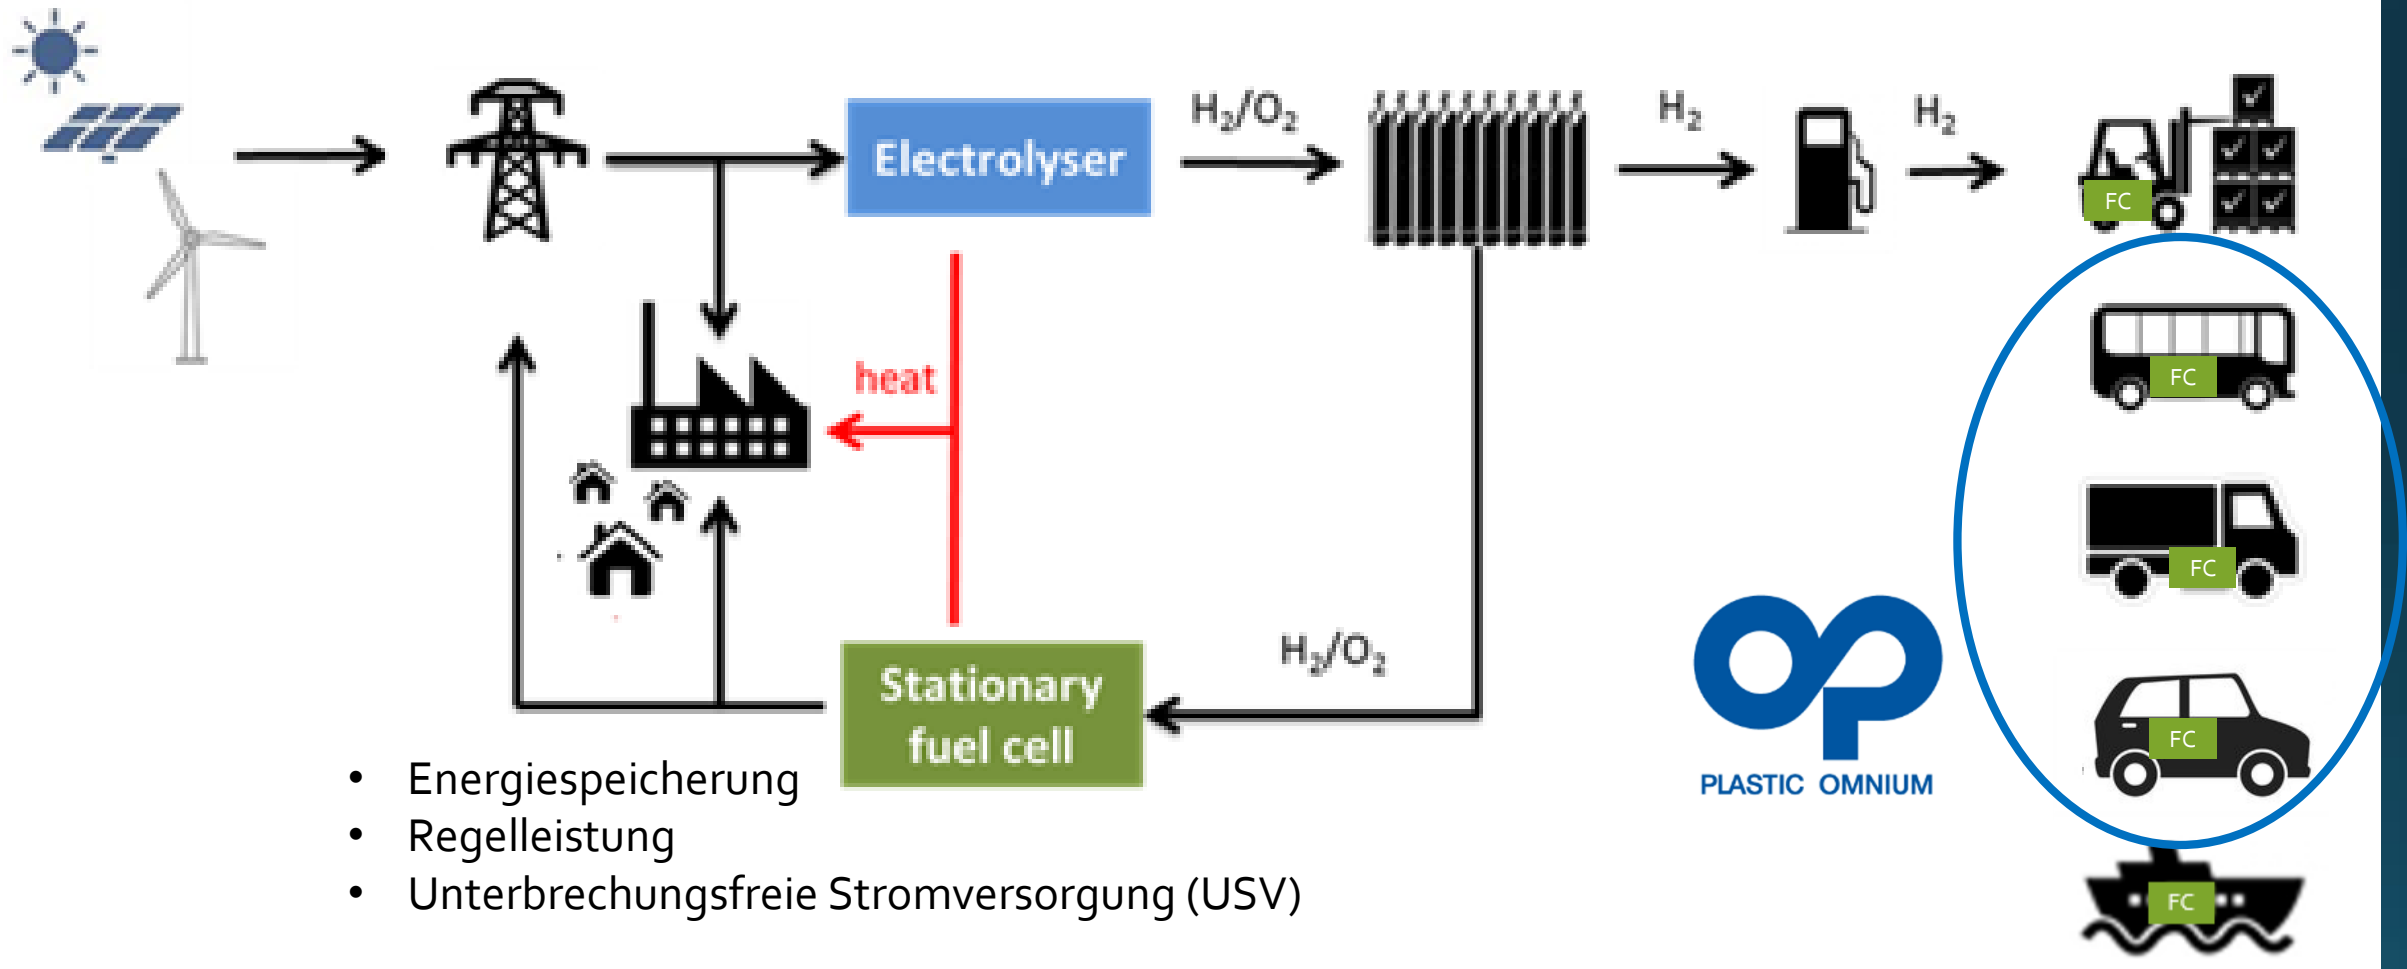 Electrolyser
H₂/O₂
H₂
H₂
FC
FC
heat
FC
Stationary
fuel cell
H₂/O₂
PLASTIC OMNIUM
FC
• Energiespeicherung
• Regelleistung
• Unterbrechungsfreie Stromversorgung (USV)
FC